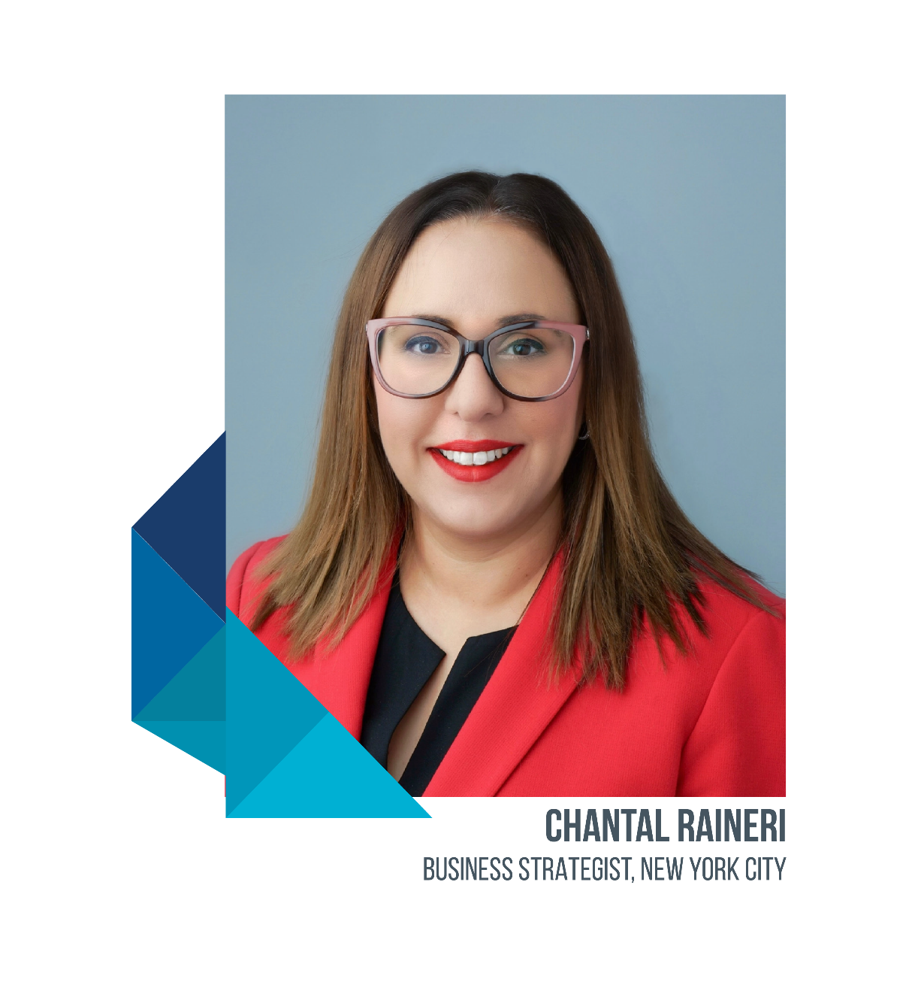 CHANTAL RAINERI
BUSINESS STRATEGIST, NEW YORK CITY